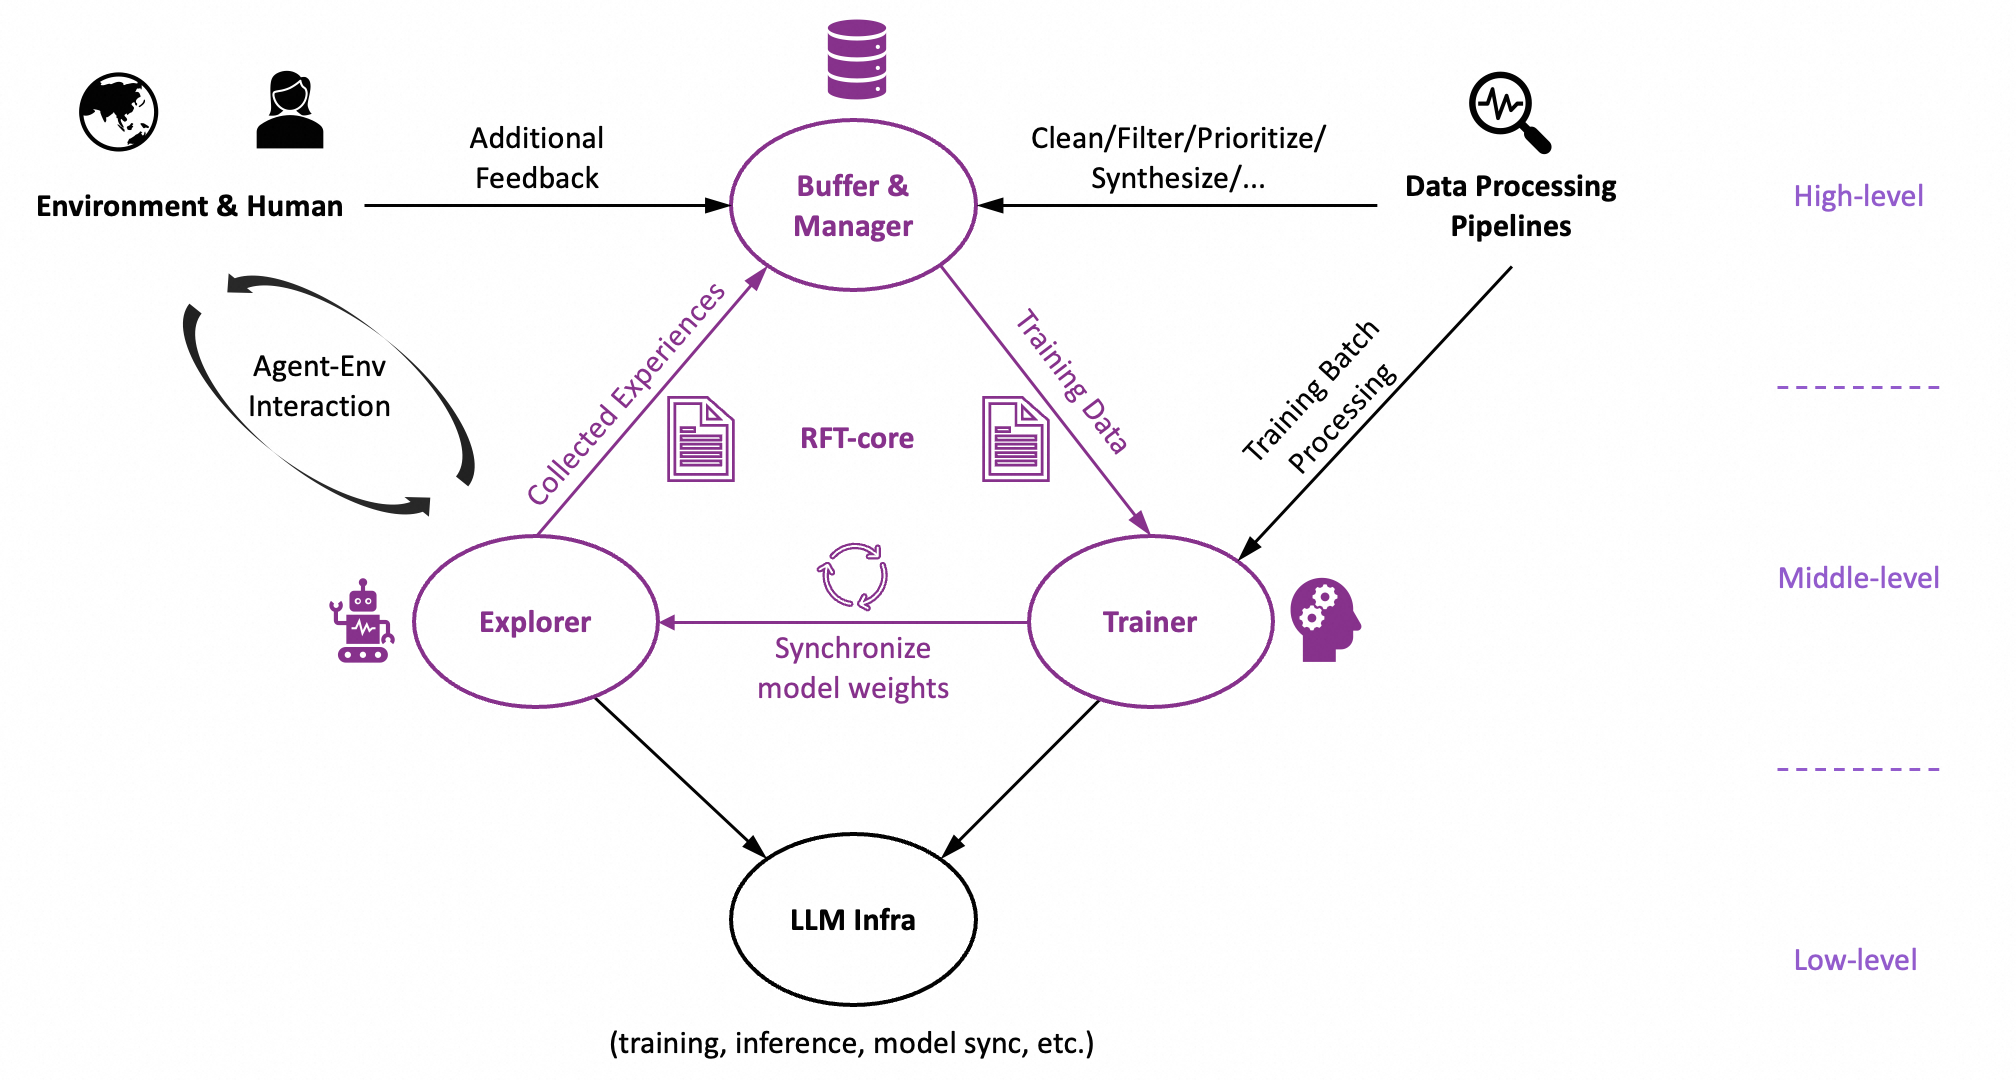 Additional
Feedback
Clean/Filter/Prioritize/
Synthesize/...
Environment & Human
Buffer &
Manager
Data Processing
Pipelines
High-level
Agent-Env
Interaction
Collected Experiences
RFT-core
Training Data
Training Batch
Processing
Explorer
Synchronize
model weights
Trainer
Middle-level
LLM Infra
Low-level
(training, inference, model sync, etc.)